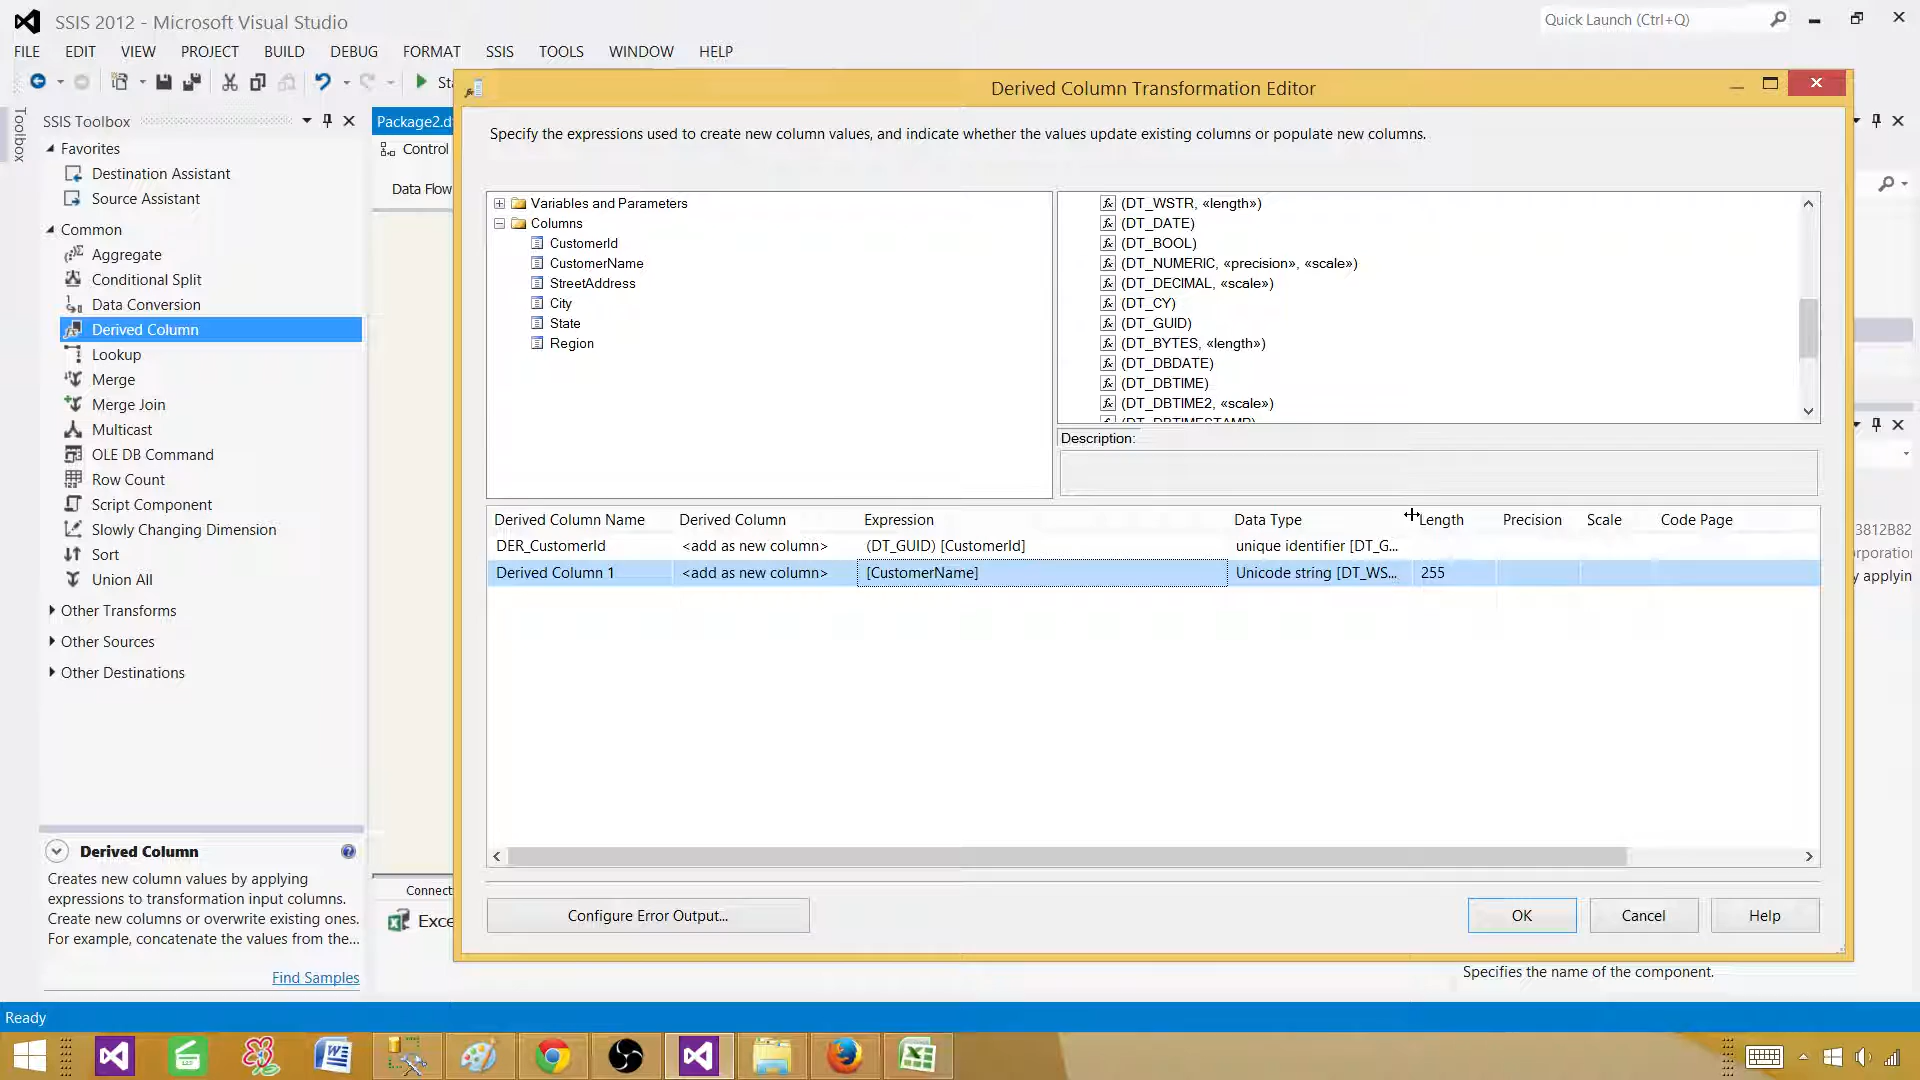 SSIS 2012 - Microsoft Visual Studio
Quick Launch (Ctrl+Q)
FILE EDIT VIEW PROJECT BUILD DEBUG FORMAT SSIS TOOLS WINDOW HELP
Derived Column Transformation Editor
Toolbox
SSIS Toolbox
Favorites
Destination Assistant
Source Assistant
Common
Aggregate
Conditional Split
Data Conversion
Derived Column
Lookup
Merge
Merge Join
Multicast
OLE DB Command
Row Count
Script Component
Slowly Changing Dimension
Sort
Union All
Other Transforms
Other Sources
Other Destinations
Derived Column
Creates new column values by applying
expressions to transformation input columns.
Create new columns or overwrite existing ones.
For example, concatenate the values from the...
Find Samples
Package2.d
Control
Data Flow
Connect
Exce
Specify the expressions used to create new column values, and indicate whether the values update existing columns or populate new columns.
Variables and Parameters
Columns
CustomerId
CustomerName
StreetAddress
City
State
Region
(DT_WSTR, «length»)
(DT_DATE)
(DT_BOOL)
(DT_NUMERIC, «precision», «scale»)
(DT_DECIMAL, «scale»)
(DT_CY)
(DT_GUID)
(DT_BYTES, «length»)
(DT_DBDATE)
(DT_DBTIME)
(DT_DBTIME2, «scale»)
(DT_DBTIMESTAMP)
Description:
Derived Column Name Derived Column Expression Data Type Length Precision Scale Code Page
DER_CustomerId <add as new column> (DT_GUID) [CustomerId] unique identifier [DT_G...
Derived Column 1 <add as new column> [CustomerName] Unicode string [DT_WS... 255
Configure Error Output...
OK
Cancel
Help
3812B82
rporatio
y applying
Specifies the name of the component.
Ready